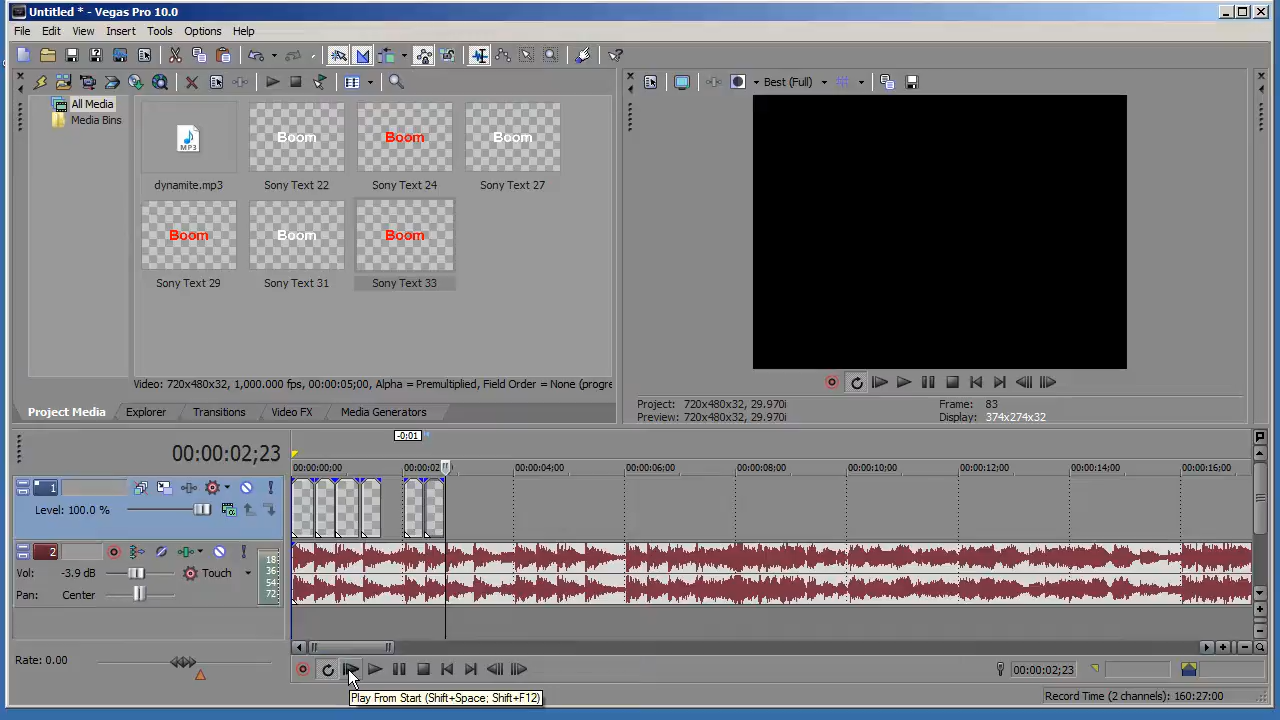 Untitled * - Vegas Pro 10.0
File Edit View Insert Tools Options Help
Best (Full)
All Media
Media Bins
MP3
Boom
Boom
Boom
dynamite.mp3
Sony Text 22
Sony Text 24
Sony Text 27
Boom
Boom
Boom
Sony Text 29
Sony Text 31
Sony Text 33
Video: 720x480x32, 1,000.000 fps, 00:00:05;00, Alpha = Premultiplied, Field Order = None (progre
Project Media
Explorer
Transitions
Video FX
Media Generators
Project: 720x480x32, 29.970i
Frame: 83
Preview: 720x480x32, 29.970i
Display: 374x274x32
-0:01
00:00:02;23
00:00:00;00
00:00:04;00
00:00:06;00
00:00:08;00
00:00:10;00
00:00:12;00
00:00:14;00
00:00:16;00
1
Level: 100.0 %
2
Vol: -3.9 dB
Touch
Pan: Center
18
36
54
72
Rate: 0.00
00:00:02;23
Play From Start (Shift+Space; Shift+F12)
Record Time (2 channels): 160:27:00